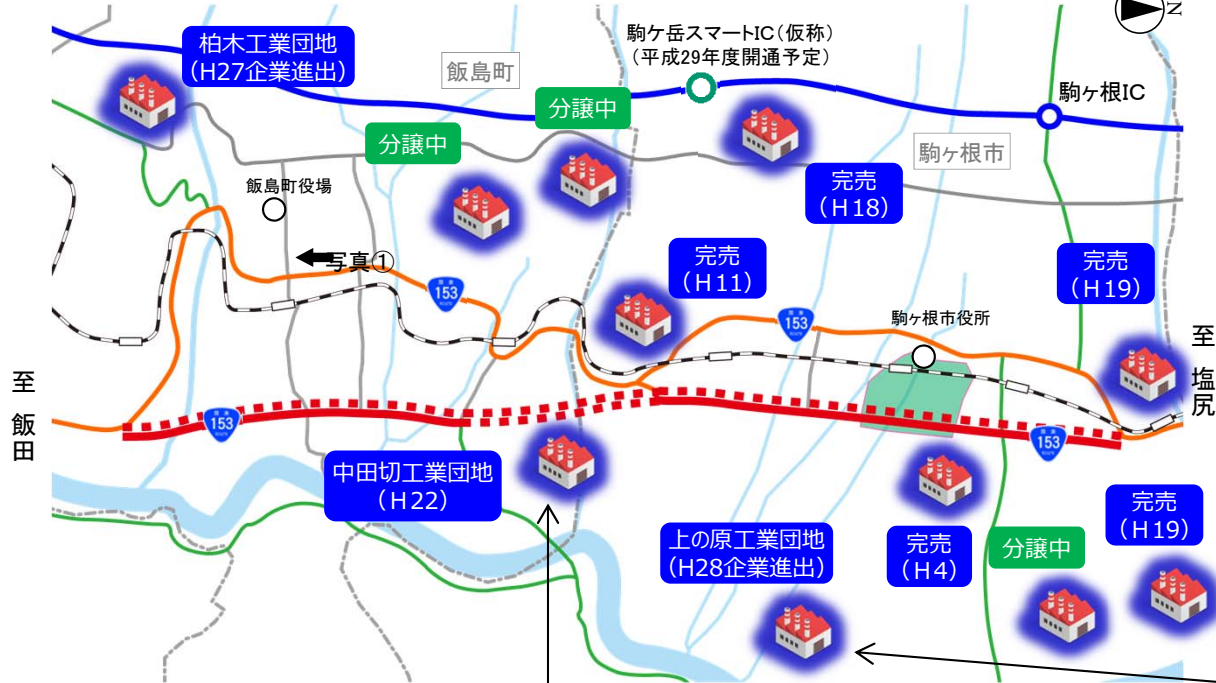 N
柏木工業団地
(H27企業進出)
飯島町
駒ヶ岳スマートIC(仮称)
(平成29年度開通予定)
駒ヶ根IC
分譲中
分譲中
駒ヶ根市
飯島町役場
完売
(H18)
写真①
完売
(H11)
完売
(H19)
153
153
駒ヶ根市役所
至 飯田
至 塩尻
153
153
中田切工業団地
(H22)
上の原工業団地
(H28企業進出)
完売
(H4)
分譲中
完売
(H19)